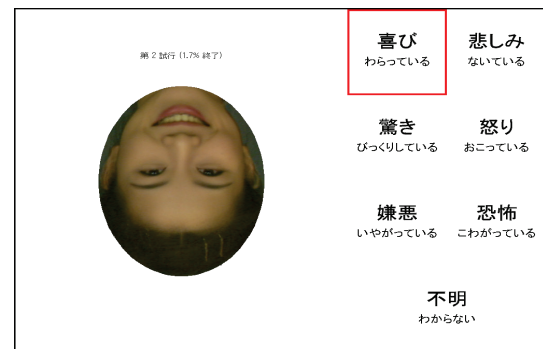 第 2 試行 (1.7% 終了)
喜び
わらっている
悲しみ
ないている
驚き
びっくりしている
怒り
おこっている
嫌悪
いやがっている
恐怖
こわがっている
不明
わからない